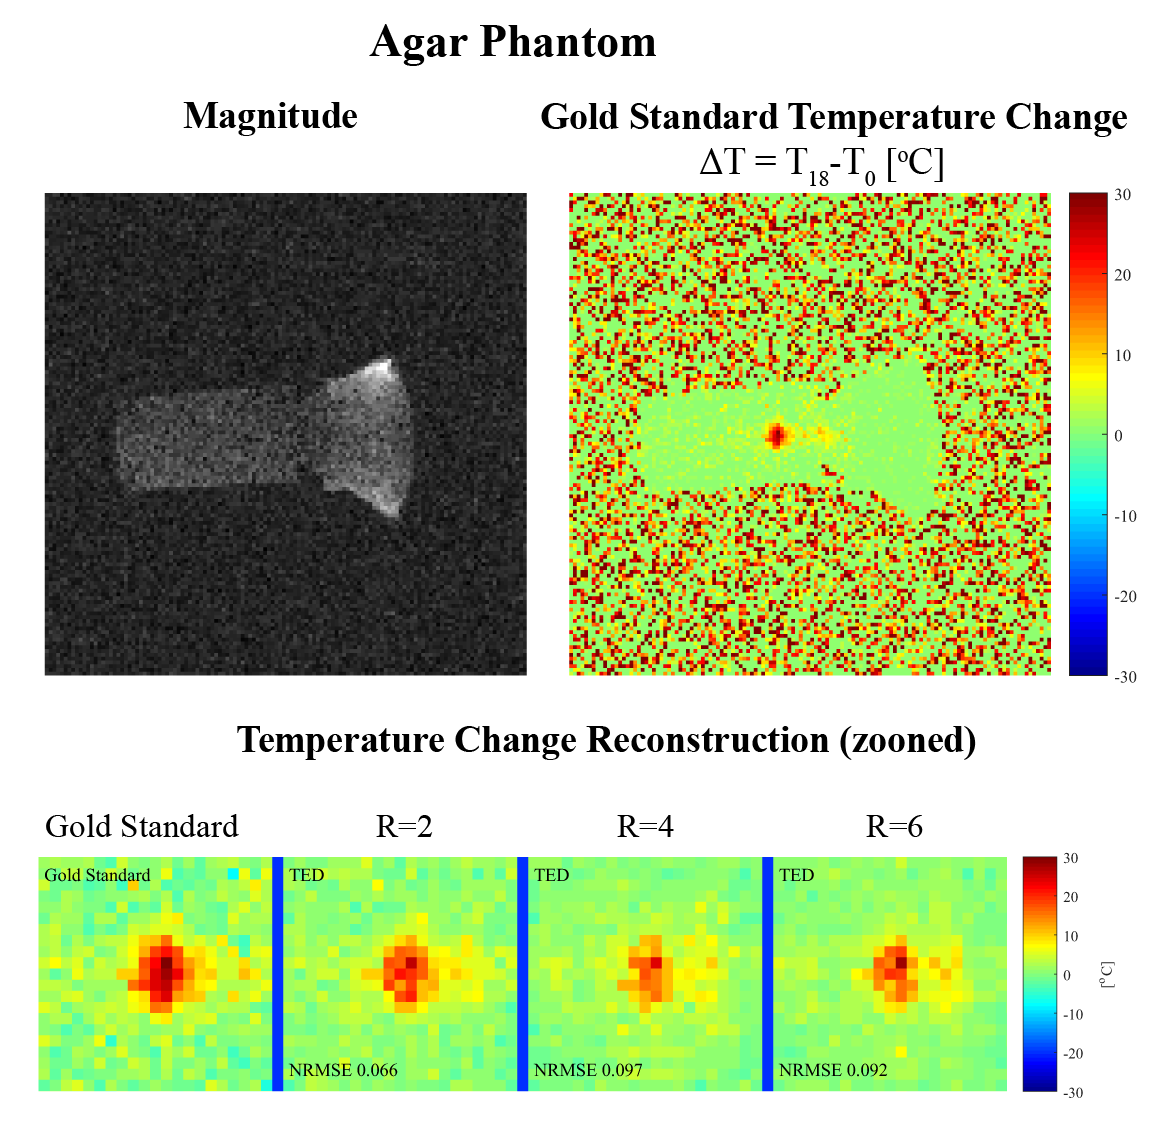 Agar Phantom
Magnitude
Gold Standard Temperature Change
ΔT = T18-T0 [oC]
30
20
10
0
-10
-20
-30
Temperature Change Reconstruction (zooned)
Gold Standard
R=2
R=4
R=6
Gold Standard
TED
TED
TED
NRMSE 0.066
NRMSE 0.097
NRMSE 0.092
30
20
10
0
-10
-20
-30
[oC]